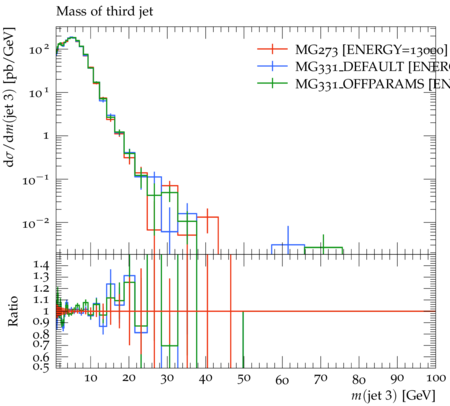 Mass of third jet
dσ/dm(jet 3) [pb/GeV]
10²
10¹
1
10⁻¹
10⁻²
MG273 [ENERGY=13000]
MG331_DEFAULT [ENERG
MG331_OFFPARAMS [EN
Ratio
1.4
1.3
1.2
1.1
1
0.9
0.8
0.7
0.6
0.5
10 20 30 40 50 60 70 80 90 100
m(jet 3) [GeV]